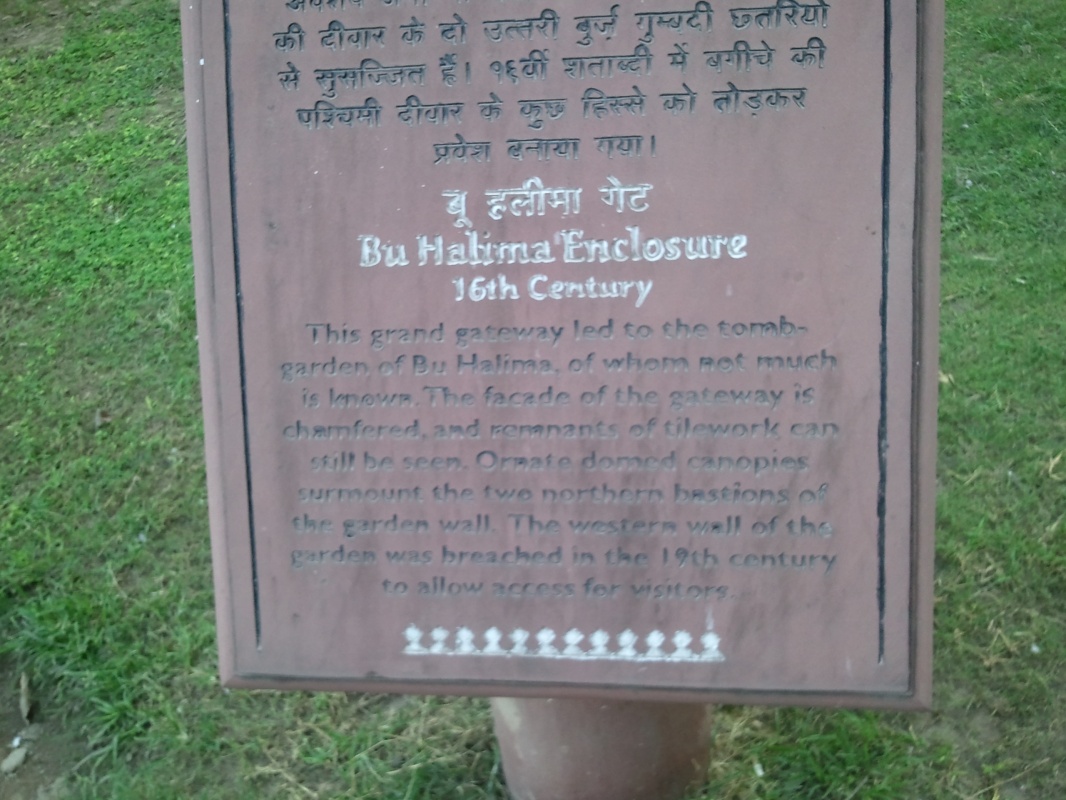 की दीवार के दो उत्तरी बुर्ज़ गुम्बदी छतरियों
से सुसज्जित हैं। १६वीं शताब्दी में बगीचे की
पश्चिमी दीवार के कुछ हिस्से को तोड़कर
प्रवेश बनाया गया।
बू हलीमा गेट
Bu Halima Enclosure
16th Century
This grand gateway led to the tomb-
garden of Bu Halima, of whom not much
is known. The facade of the gateway is
chamfered, and remnants of tilework can
still be seen. Ornate domed canopies
surmount the two northern bastions of
the garden wall. The western wall of the
garden was breached in the 19th century
to allow access for visitors.